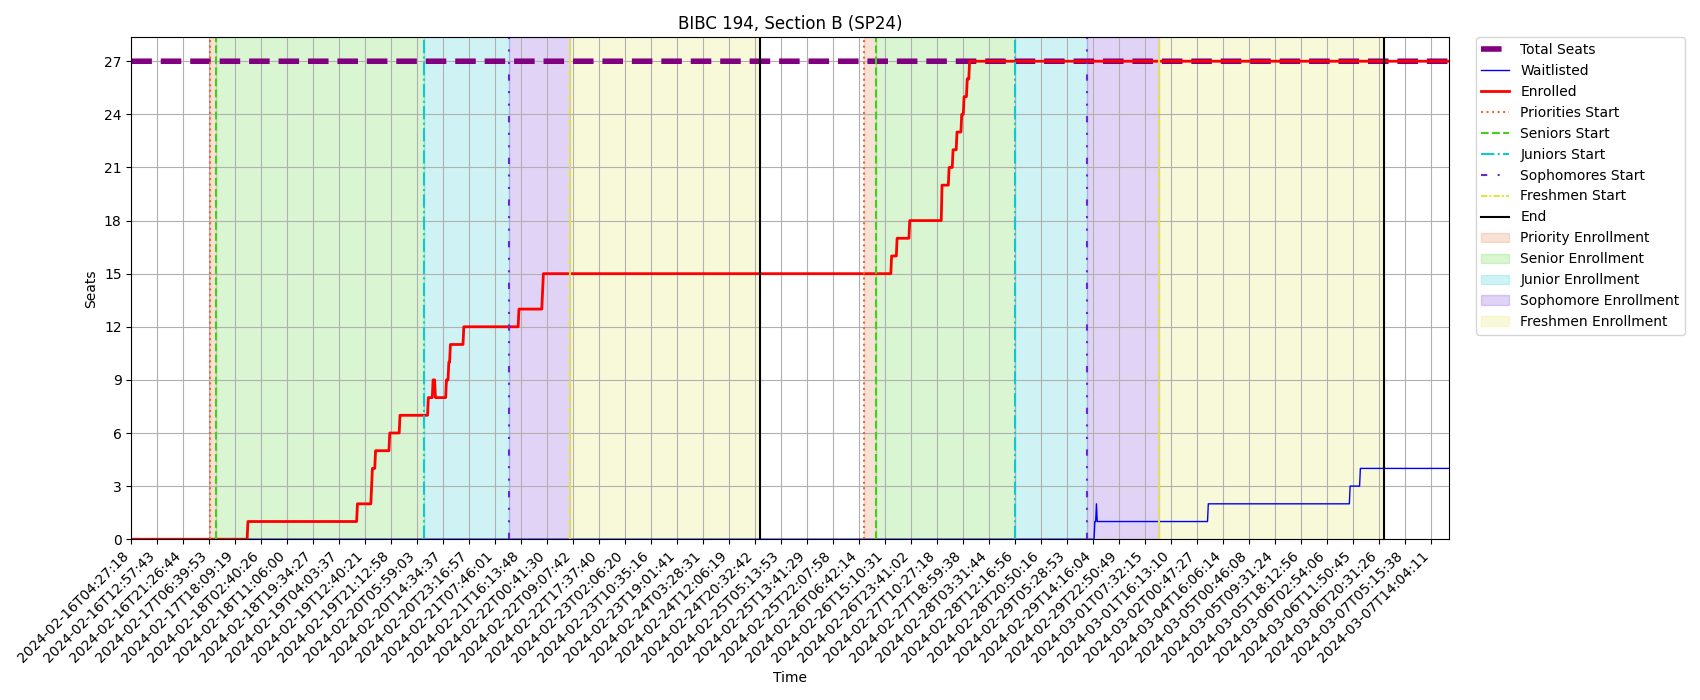 BIBC 194, Section B (SP24)
Seats
27
24
21
18
15
12
9
6
3
0
2024-02-16T04:27:18
2024-02-16T12:57:43
2024-02-16T21:26:44
2024-02-17T06:39:53
2024-02-17T18:09:19
2024-02-18T02:40:26
2024-02-18T11:06:00
2024-02-18T19:34:27
2024-02-19T04:03:37
2024-02-19T12:40:21
2024-02-19T21:12:58
2024-02-20T05:59:03
2024-02-20T14:34:37
2024-02-20T23:16:57
2024-02-21T07:46:01
2024-02-21T16:13:48
2024-02-22T00:41:30
2024-02-22T09:07:42
2024-02-22T17:37:40
2024-02-23T02:06:20
2024-02-23T10:35:16
2024-02-23T19:01:41
2024-02-24T03:28:31
2024-02-24T12:06:19
2024-02-24T20:32:42
2024-02-25T05:13:53
2024-02-25T13:41:29
2024-02-25T22:07:58
2024-02-26T06:42:14
2024-02-26T15:10:31
2024-02-26T23:41:02
2024-02-27T10:27:18
2024-02-27T18:59:38
2024-02-28T03:31:44
2024-02-28T12:16:56
2024-02-28T20:50:16
2024-02-29T05:28:53
2024-02-29T14:16:04
2024-02-29T22:50:49
2024-03-01T07:32:15
2024-03-01T16:13:10
2024-03-02T00:47:27
2024-03-04T16:06:14
2024-03-05T00:46:08
2024-03-05T09:31:24
2024-03-05T18:12:56
2024-03-06T02:54:06
2024-03-06T11:50:45
2024-03-06T20:31:26
2024-03-07T05:15:38
2024-03-07T14:04:11
Time
Total Seats
Waitlisted
Enrolled
Priorities Start
Seniors Start
Juniors Start
Sophomores Start
Freshmen Start
End
Priority Enrollment
Senior Enrollment
Junior Enrollment
Sophomore Enrollment
Freshmen Enrollment